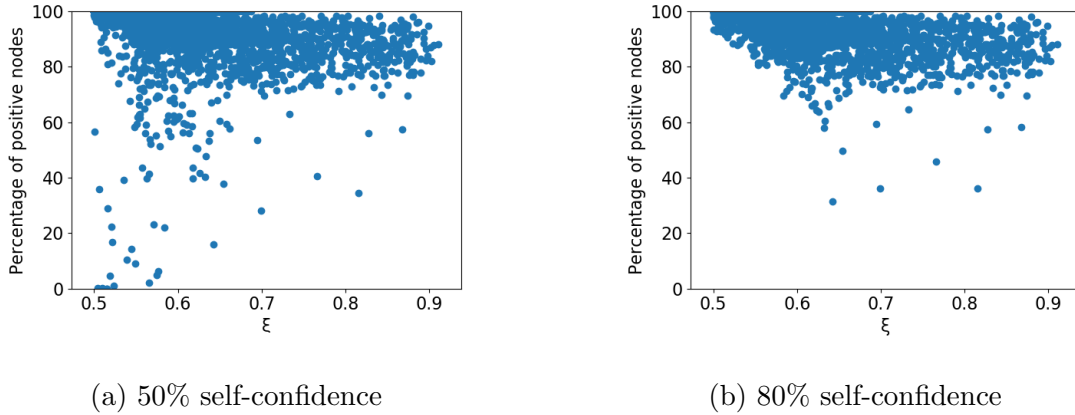 Percentage of positive nodes
100
80
60
40
20
0
0.5 0.6 0.7 0.8 0.9
ξ
(a) 50% self-confidence
Percentage of positive nodes
100
80
60
40
20
0
0.5 0.6 0.7 0.8 0.9
ξ
(b) 80% self-confidence